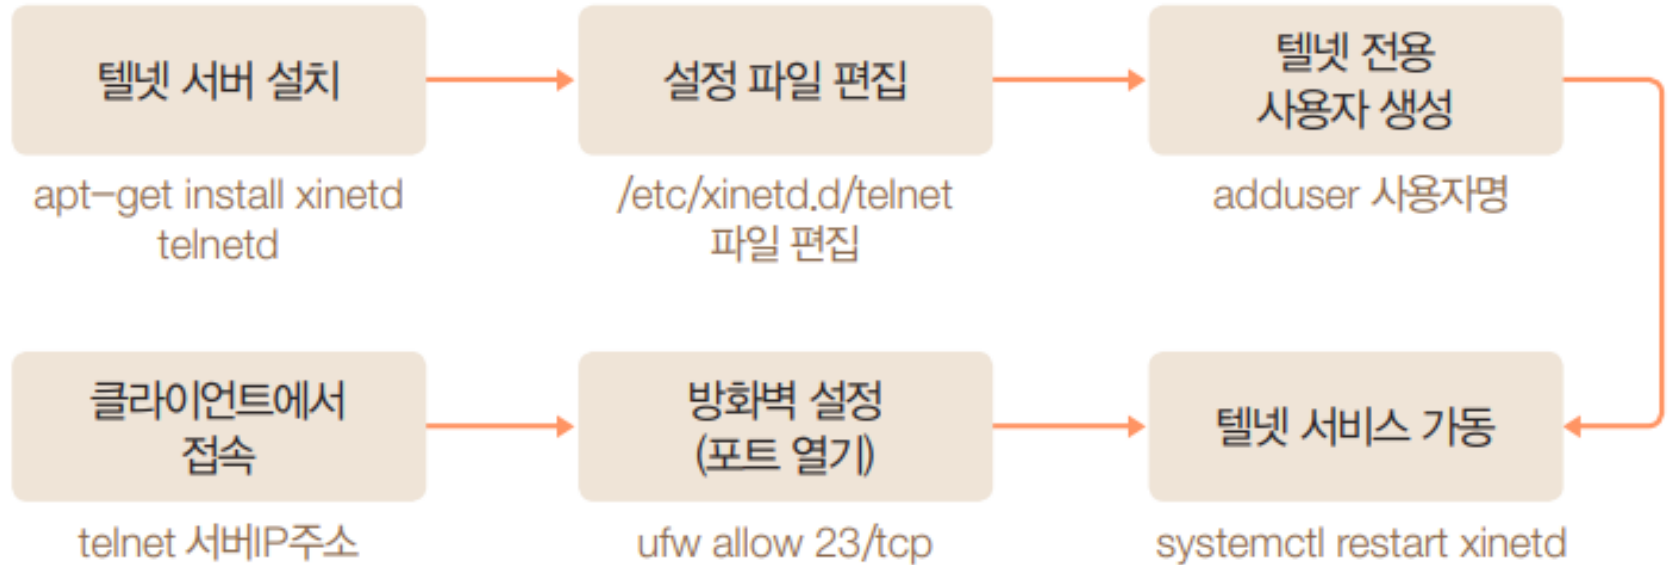 텔넷 서버 설치
apt-get install xinetd
telnetd
설정 파일 편집
/etc/xinetd.d/telnet
파일 편집
텔넷 전용
사용자 생성
adduser 사용자명
클라이언트에서
접속
telnet 서버IP주소
방화벽 설정
(포트 열기)
ufw allow 23/tcp
텔넷 서비스 가동
systemctl restart xinetd